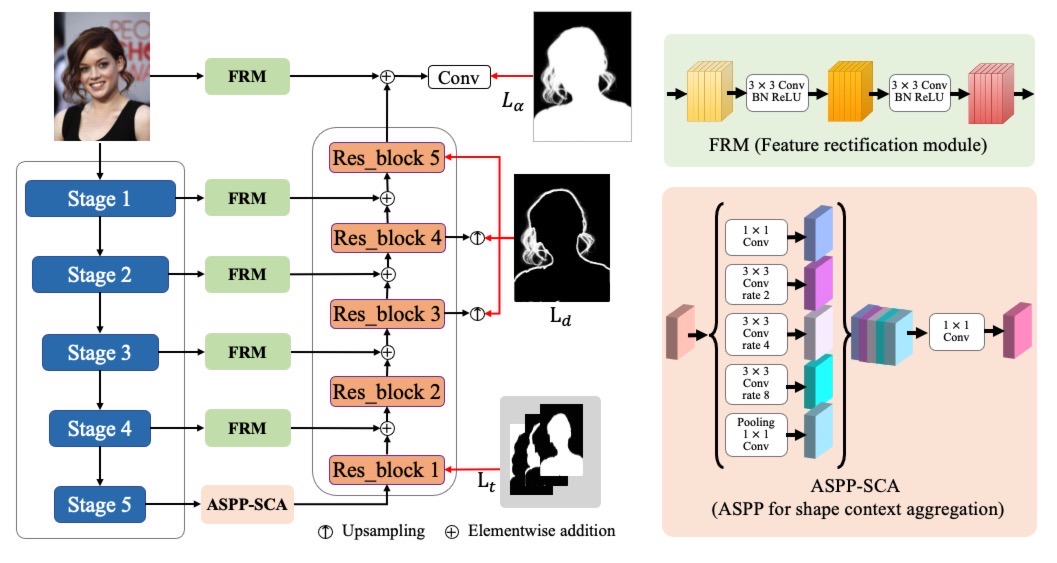 FRM
Conv
Lα
Stage 1
FRM
Res_block 5
Stage 2
FRM
Res_block 4
Ld
Stage 3
FRM
Res_block 3
Stage 4
FRM
Res_block 2
Stage 5
ASPP-SCA
Res_block 1
Lt
Upsampling
Elementwise addition
3 × 3 Conv
BN ReLU
3 × 3 Conv
BN ReLU
FRM (Feature rectification module)
1 × 1
Conv
3 × 3
Conv
rate 2
3 × 3
Conv
rate 4
3 × 3
Conv
rate 8
Pooling
1 × 1
Conv
1 × 1
Conv
ASPP-SCA
(ASPP for shape context aggregation)